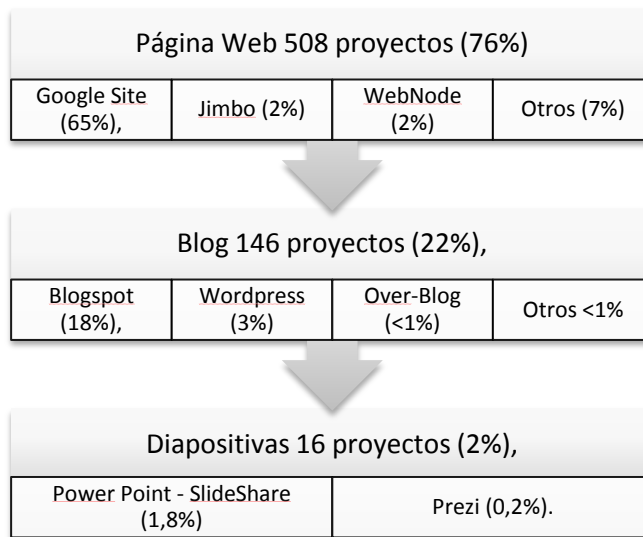 Página Web 508 proyectos (76%)
Google Site
(65%),
Jimbo (2%)
WebNode
(2%)
Otros (7%)
Blog 146 proyectos (22%),
Blogspot
(18%),
Wordpress
(3%)
Over-Blog
(<1%)
Otros <1%
Diapositivas 16 proyectos (2%),
Power Point - SlideShare
(1,8%)
Prezi (0,2%).